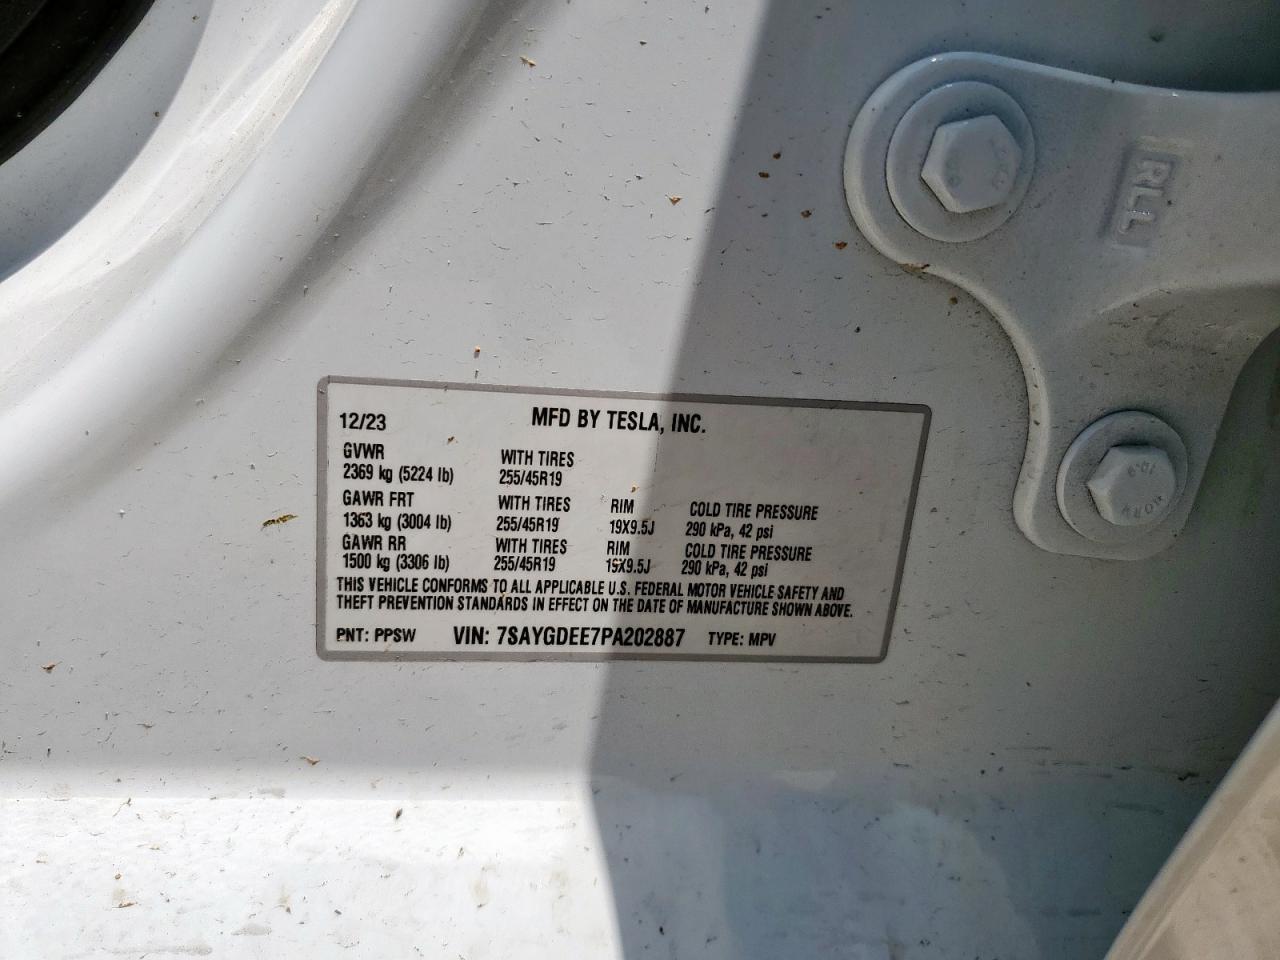 12/23 MFD BY TESLA, INC.
GVWR WITH TIRES
2369 kg (5224 lb) 255/45R19
GAWR FRT WITH TIRES RIM COLD TIRE PRESSURE
1363 kg (3004 lb) 255/45R19 19X9.5J 290 kPa, 42 psi
GAWR RR WITH TIRES RIM COLD TIRE PRESSURE
1500 kg (3306 lb) 255/45R19 19X9.5J 290 kPa, 42 psi
THIS VEHICLE CONFORMS TO ALL APPLICABLE U.S. FEDERAL MOTOR VEHICLE SAFETY AND
THEFT PREVENTION STANDARDS IN EFFECT ON THE DATE OF MANUFACTURE SHOWN ABOVE.
PNT: PPSW VIN: 7SAYGDEE7PA202887 TYPE: MPV
10.9